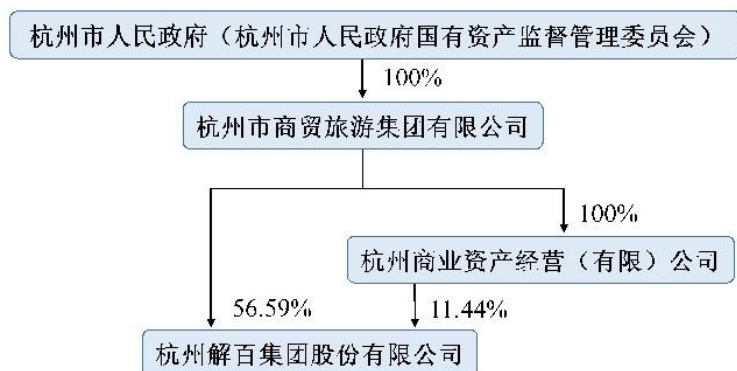 杭州市人民政府（杭州市人民政府国有资产监督管理委员会）
100%
杭州市商贸旅游集团有限公司
100%
杭州商业资产经营（有限）公司
56.59%
11.44%
杭州解百集团股份有限公司